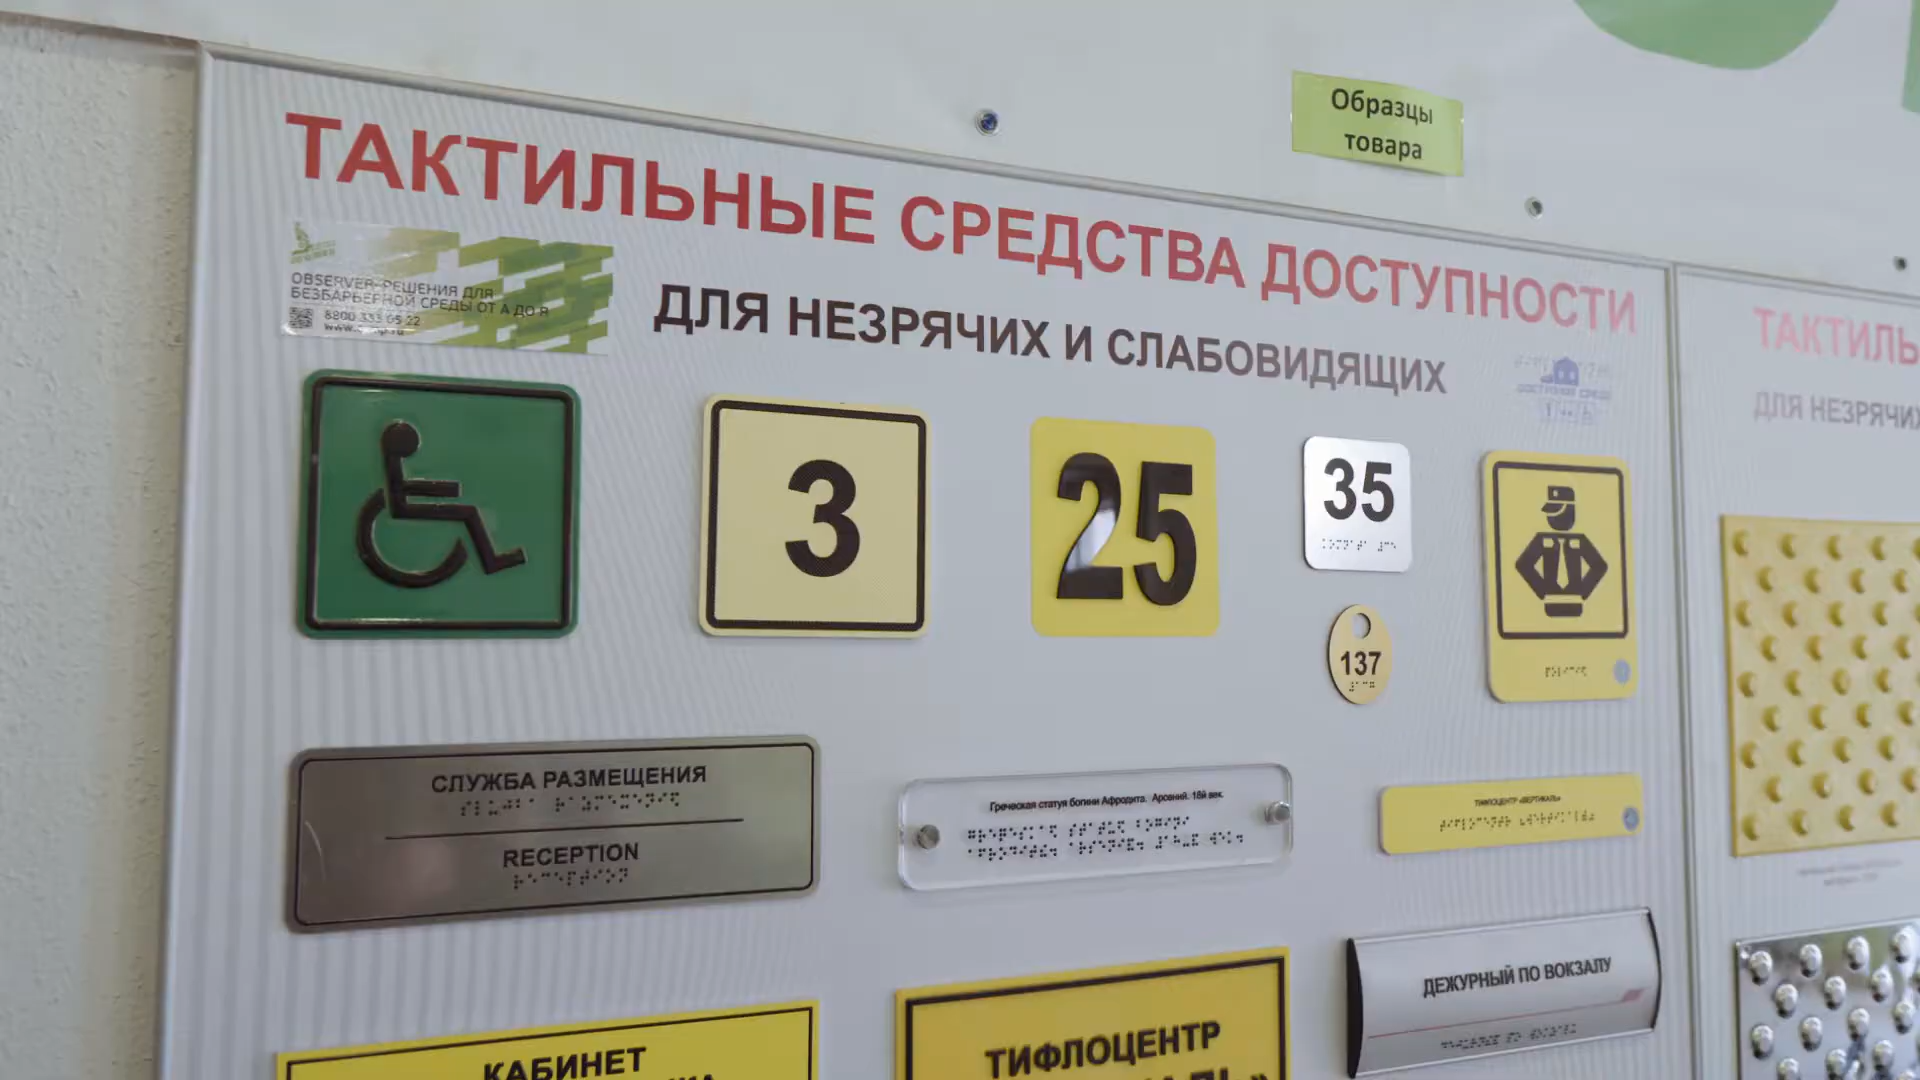 Образцы
товара
ТАКТИЛЬНЫЕ СРЕДСТВА ДОСТУПНОСТИ
OBSERVER-РЕШЕНИЯ ДЛЯ
БЕЗБАРЬЕРНОЙ СРЕДЫ ОТ А ДО Я
8800 333 05 22
ДЛЯ НЕЗРЯЧИХ И СЛАБОВИДЯЩИХ
3
25
35
137
СЛУЖБА РАЗМЕЩЕНИЯ
RECEPTION
Греческая статуя богини Афродита. Арсений. 18й век.
ТИФЛОЦЕНТР «ВЕРТИКАЛЬ»
ДЕЖУРНЫЙ ПО ВОКЗАЛУ
КАБИНЕТ
ТИФЛОЦЕНТР
ТАКТИЛЬ
ДЛЯ НЕЗРЯЧИХ